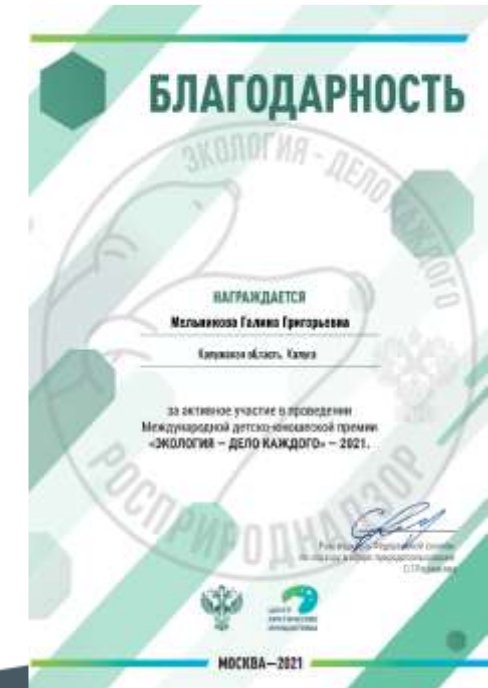 БЛАГОДАРНОСТЬ
ЭКОЛОГИЯ - ДЕЛО КАЖДОГО
НАГРАЖДАЕТСЯ
Мельникова Галина Григорьевна
Калужская область, Калуга
за активное участие в проведении
Международной детско-юношеской премии
«ЭКОЛОГИЯ – ДЕЛО КАЖДОГО» – 2021.
РОСПРИРОДНАДЗОР
МОСКВА—2021